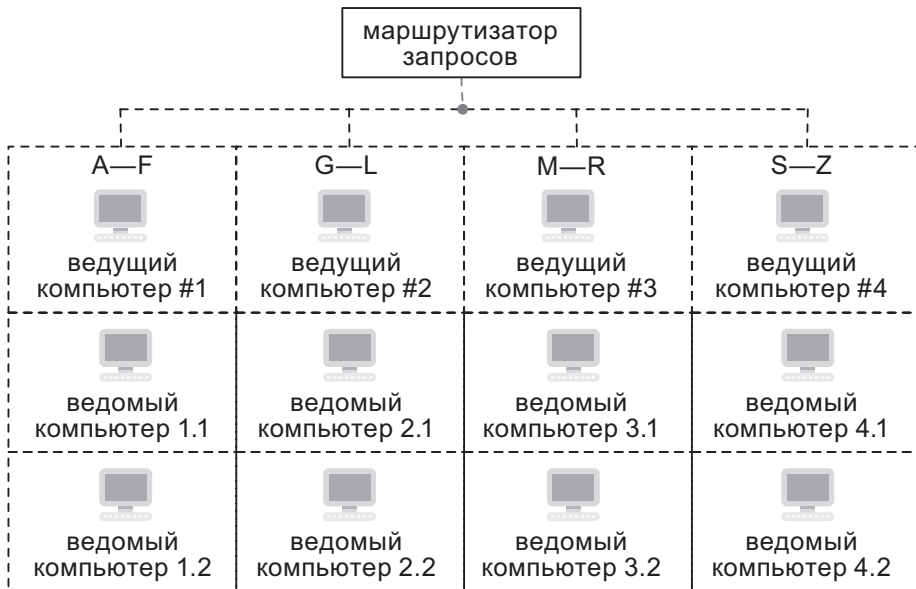 маршрутизатор
запросов
A—F
G—L
M—R
S—Z
ведущий
компьютер #1
ведущий
компьютер #2
ведущий
компьютер #3
ведущий
компьютер #4
ведомый
компьютер 1.1
ведомый
компьютер 2.1
ведомый
компьютер 3.1
ведомый
компьютер 4.1
ведомый
компьютер 1.2
ведомый
компьютер 2.2
ведомый
компьютер 3.2
ведомый
компьютер 4.2